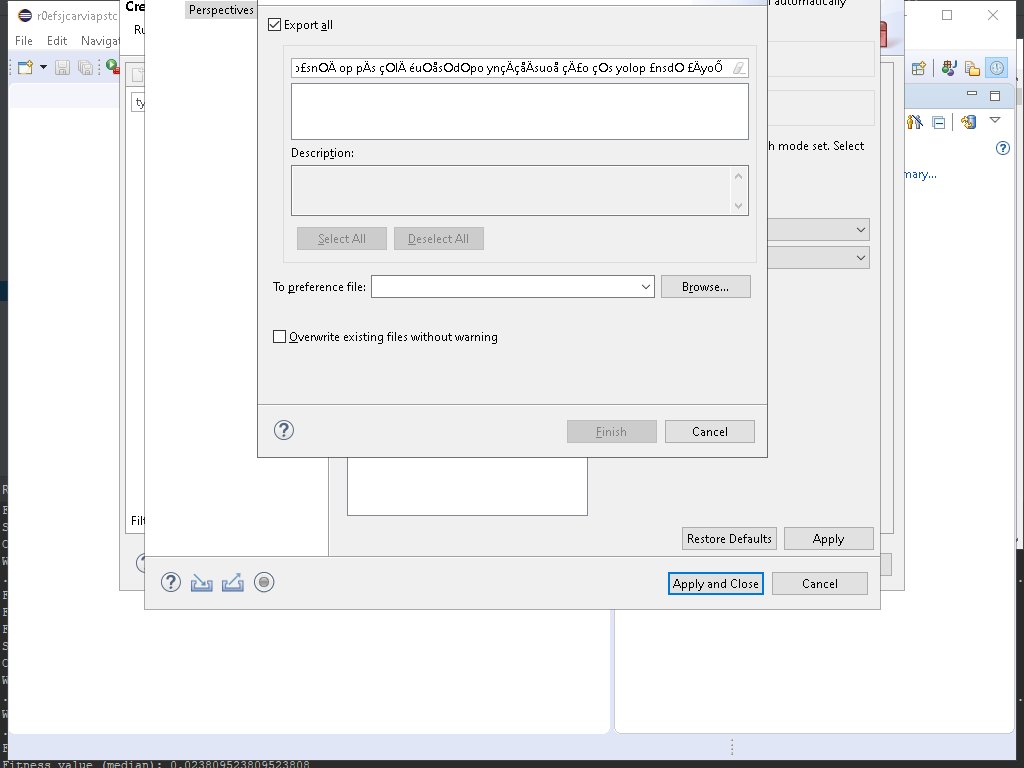 r0efsjcarviapstc
File Edit Navigat
Cre
Ru
ty
Filt
Perspectives
automatically
Export all
ɔ£snOÄ op pÄs çOlÄ éuOåsOdOpo ynçÄçåÄsuoå çÄ£o çOs yolop £nsdO £ÄyoŐ
Description:
h mode set. Select
mary...
Select All Deselect All
To preference file: Browse...
Overwrite existing files without warning
Finish Cancel
Restore Defaults Apply
Apply and Close Cancel
Fitness value (median): 0.023809523809523808